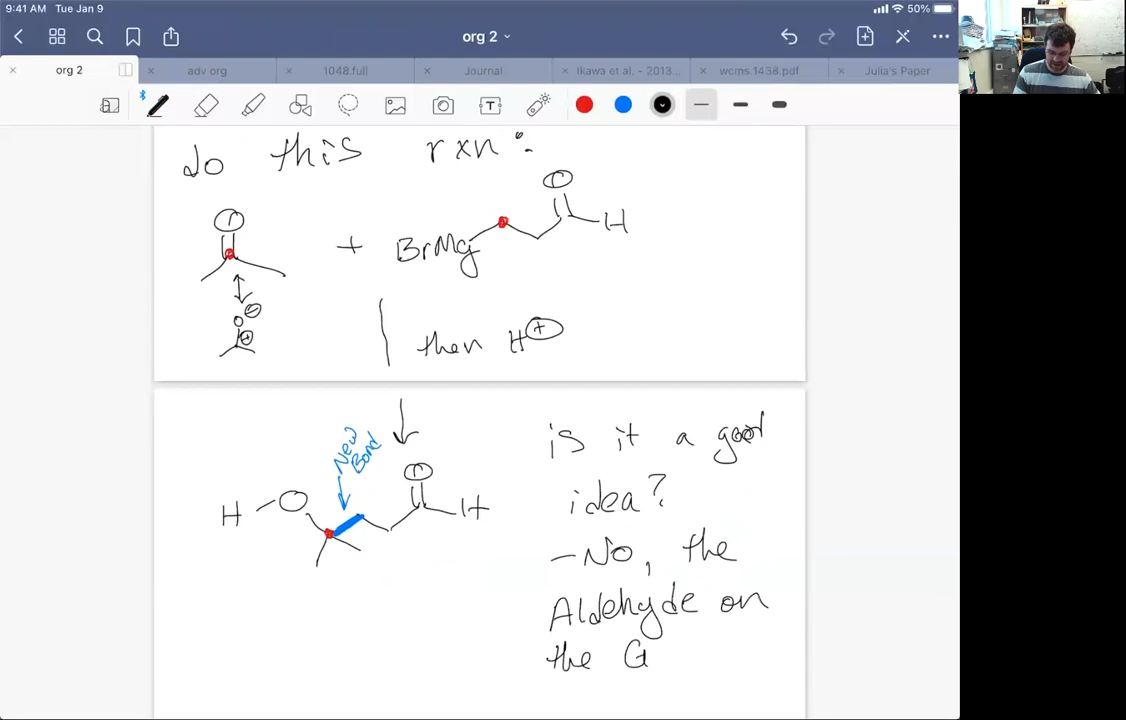 9:41 AM Tue Jan 9
50%
org 2
org 2
adv org
1048.full
Journal
Ikawa et al. - 2013...
wcms.1438.pdf
Julia's Paper
do this rxn:
O
O
+ BrMg H
O ⊖
⊕
then H +
New
Bond
H O
O
H
is it a good
idea?
- No, the
Aldehyde on
the G